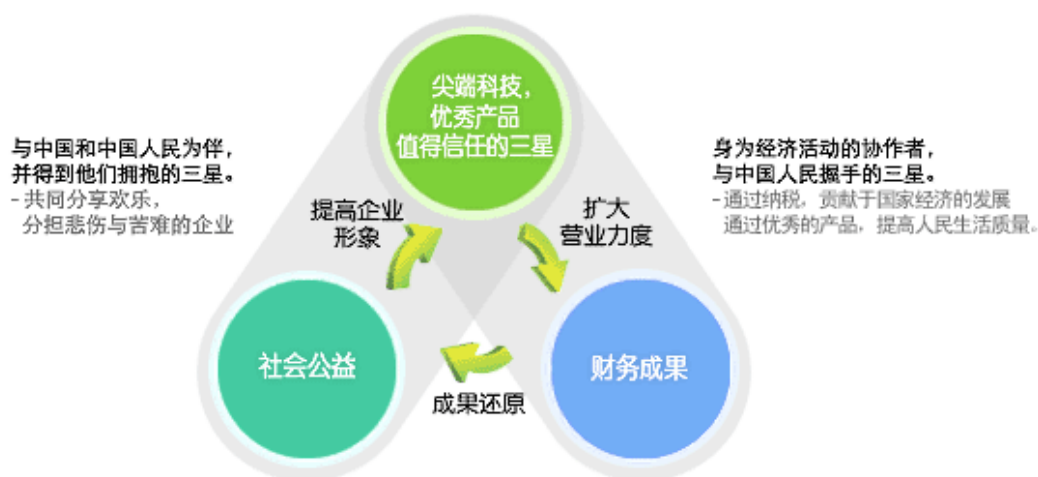 尖端科技，
优秀产品
值得信任的三星
与中国和中国人民为伴，
并得到他们拥抱的三星。
- 共同分享欢乐，
分担悲伤与苦难的企业
身为经济活动的协作者，
与中国人民握手的三星。
- 通过纳税，贡献于国家经济的发展
通过优秀的产品，提高人民生活质量。
提高企业
形象
扩大
营业力度
社会公益
财务成果
成果还原